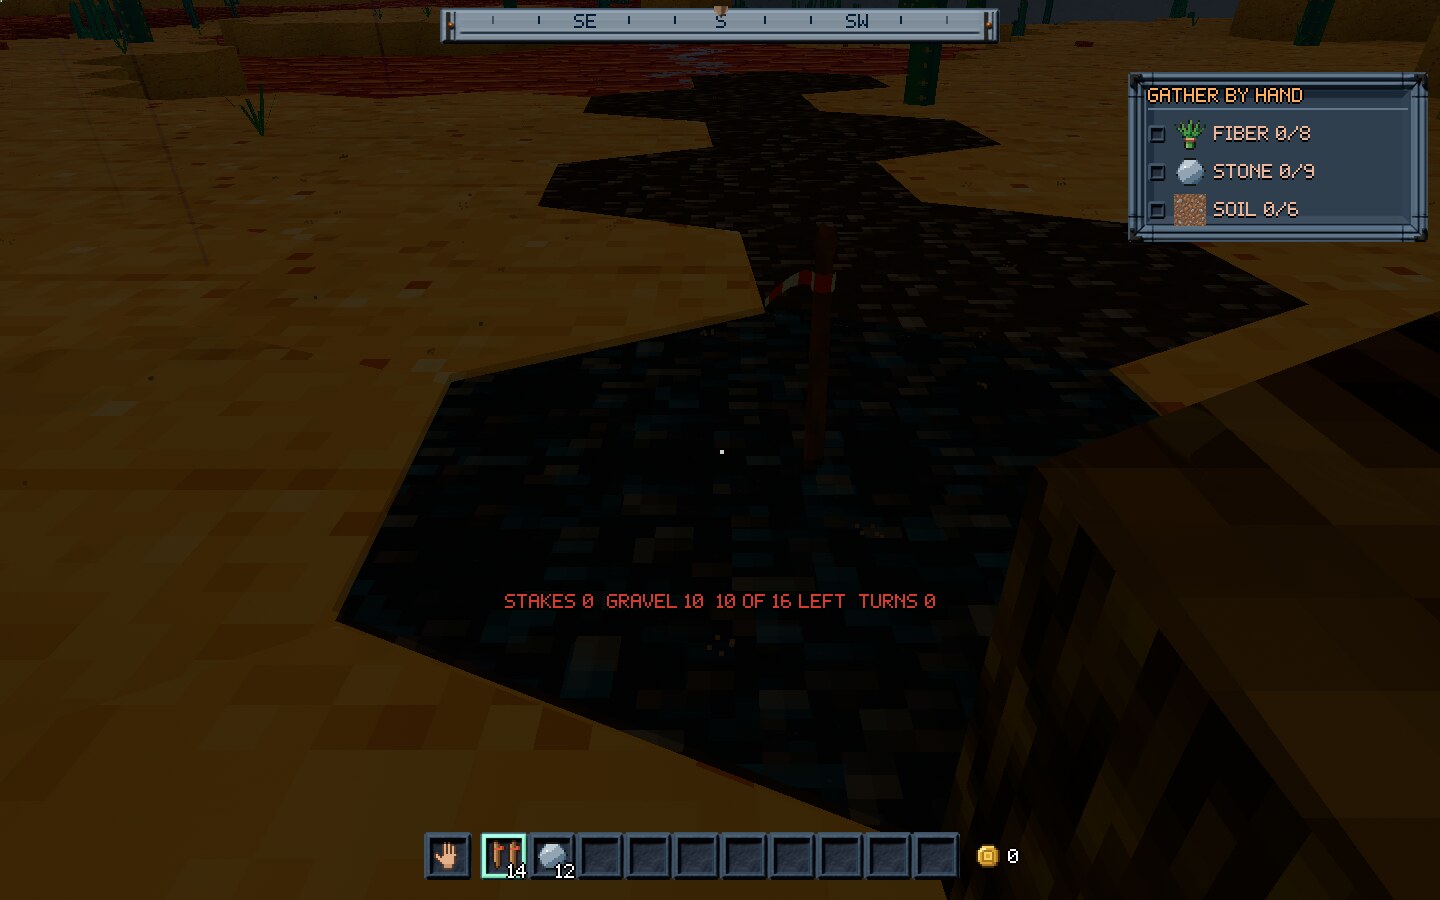 SE S SW
GATHER BY HAND
FIBER 0/8
STONE 0/9
SOIL 0/6
STAKES 0 GRAVEL 10 10 OF 16 LEFT TURNS 0
14 12 0